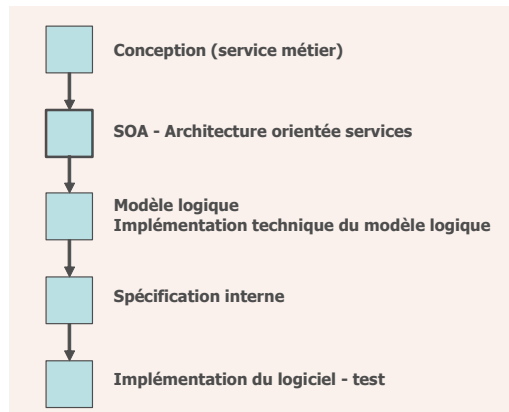 Conception (service métier)
SOA - Architecture orientée services
Modèle logique
Implémentation technique du modèle logique
Spécification interne
Implémentation du logiciel - test